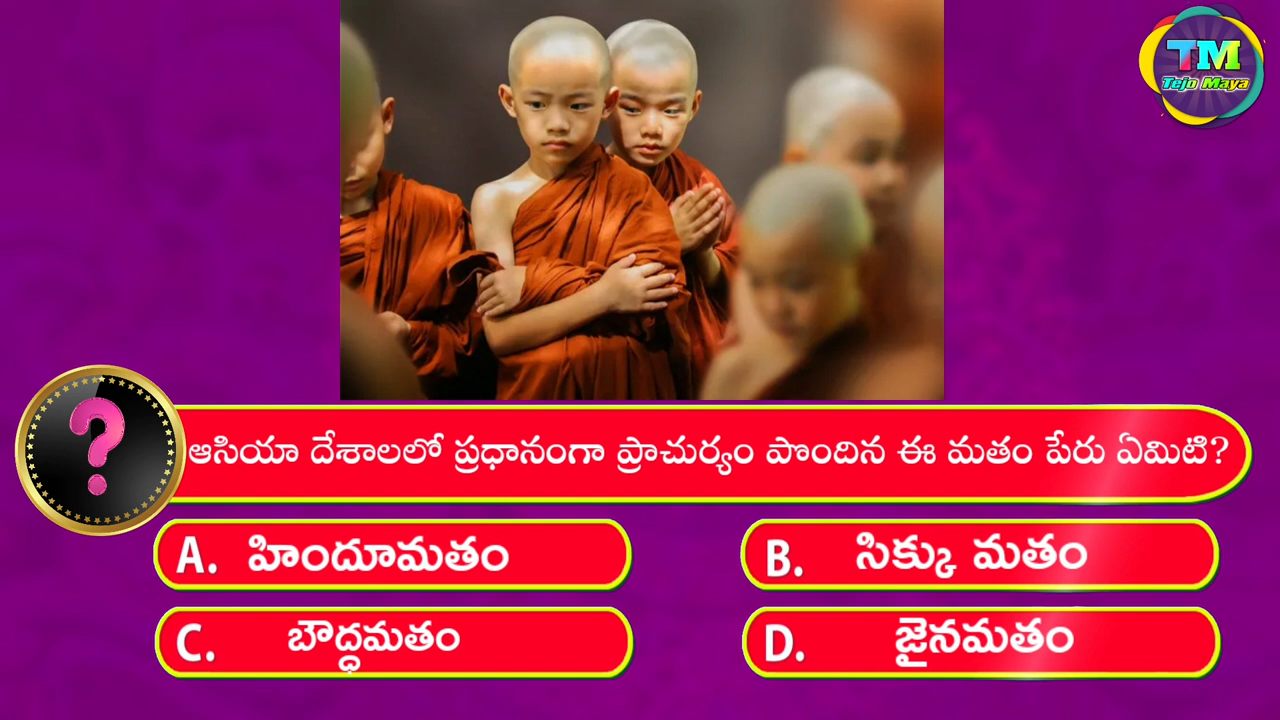 TM
Tejo Maya
?
ఆసియా దేశాలలో ప్రధానంగా ప్రాచుర్యం పొందిన ఈ మతం పేరు ఏమిటి?
A. హిందూమతం
B. సిక్కు మతం
C. బౌద్ధమతం
D. జైనమతం